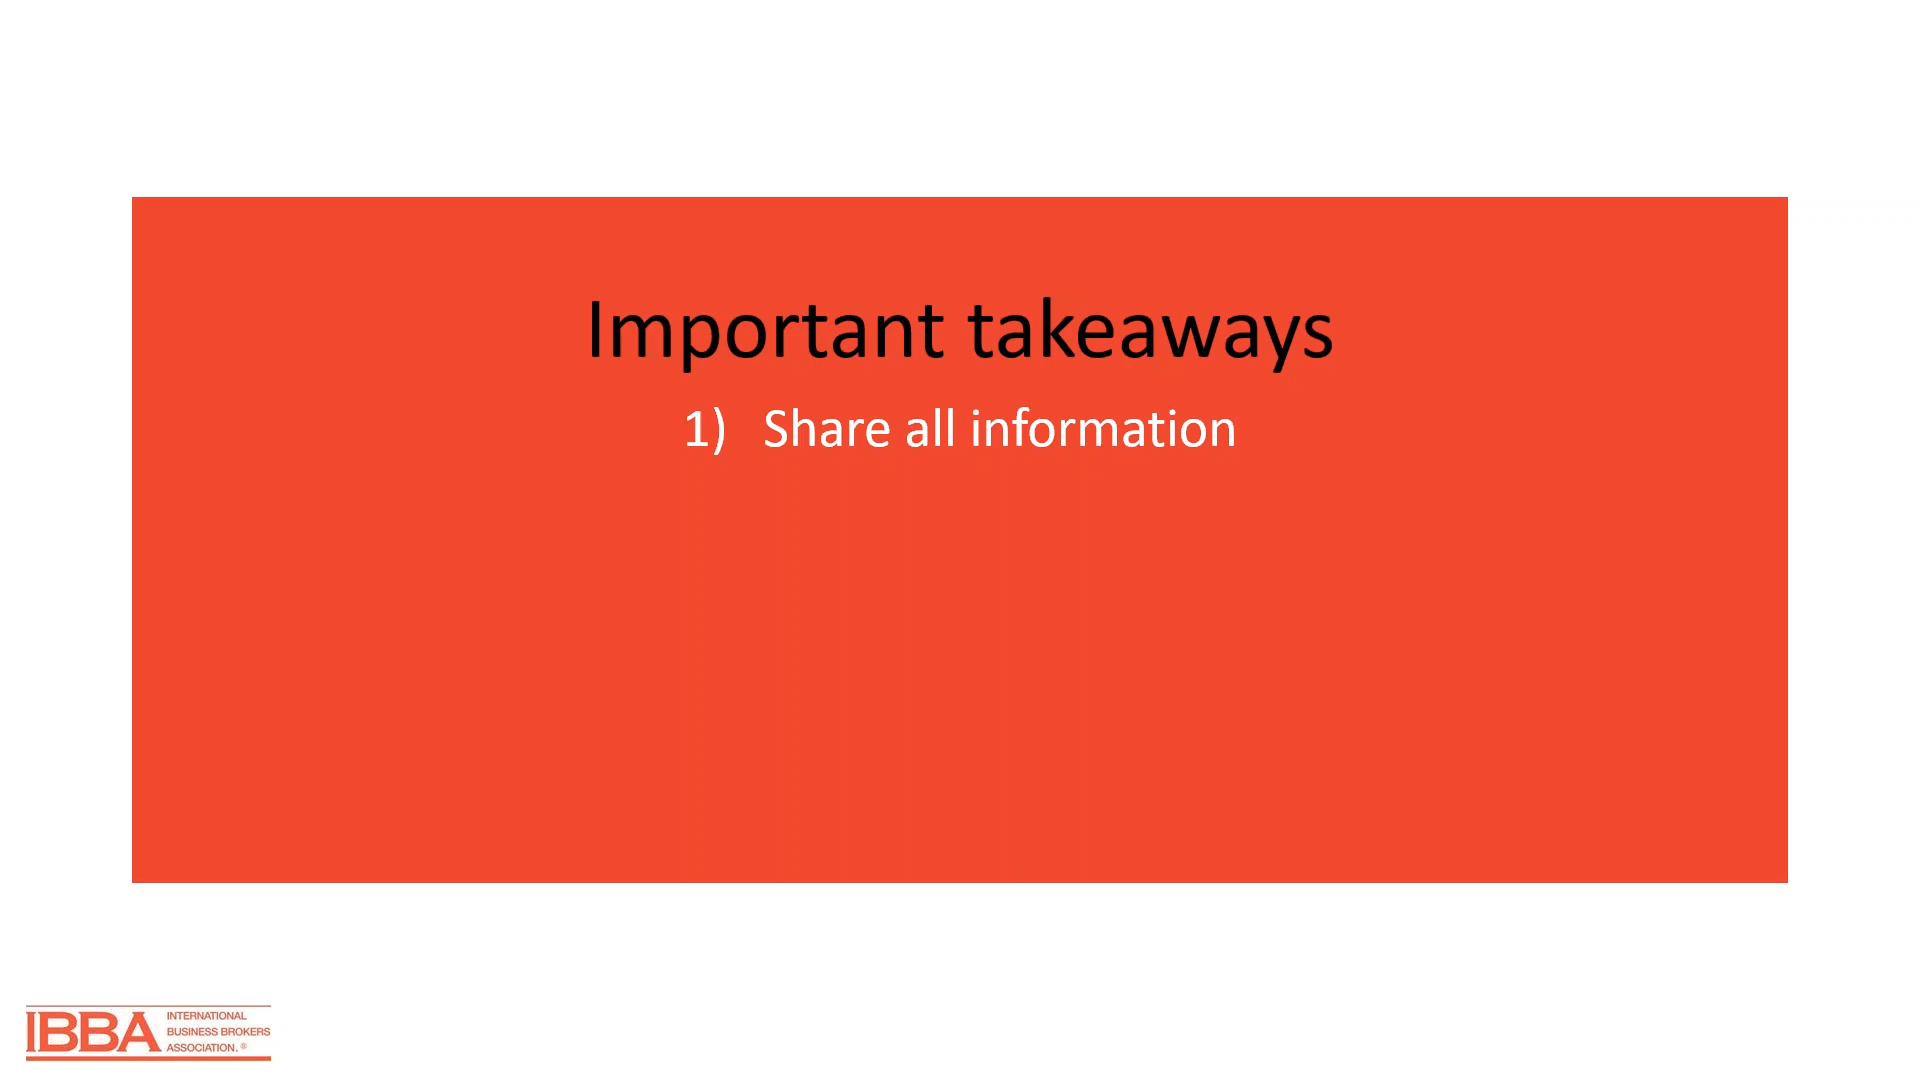 Important takeaways
1) Share all information
IBBA
INTERNATIONAL
BUSINESS BROKERS
ASSOCIATION.®